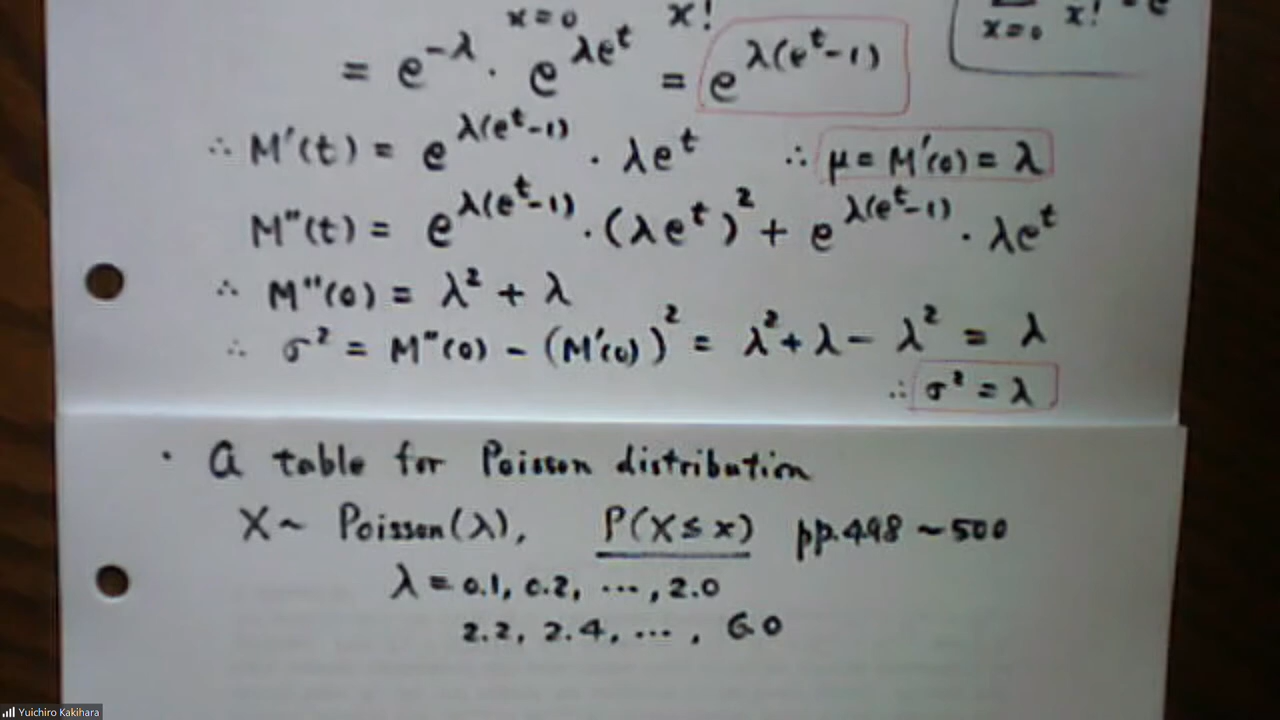 x=0 x!
x=0 x! = e
= e^{-λ} · e^{λe^t} = e^{λ(e^t-1)}
∴ M'(t) = e^{λ(e^t-1)} · λe^t ∴ μ = M'(0) = λ
M''(t) = e^{λ(e^t-1)} · (λe^t)^2 + e^{λ(e^t-1)} · λe^t
∴ M''(0) = λ^2 + λ
∴ σ^2 = M''(0) - (M'(0))^2 = λ^2 + λ - λ^2 = λ
∴ σ^2 = λ
· A table for Poisson distribution
X ~ Poisson(λ), P(X ≤ x) pp.498 ~ 500
λ = 0.1, 0.2, ..., 2.0
2.2, 2.4, ..., 6.0
Yuichiro Kakihara